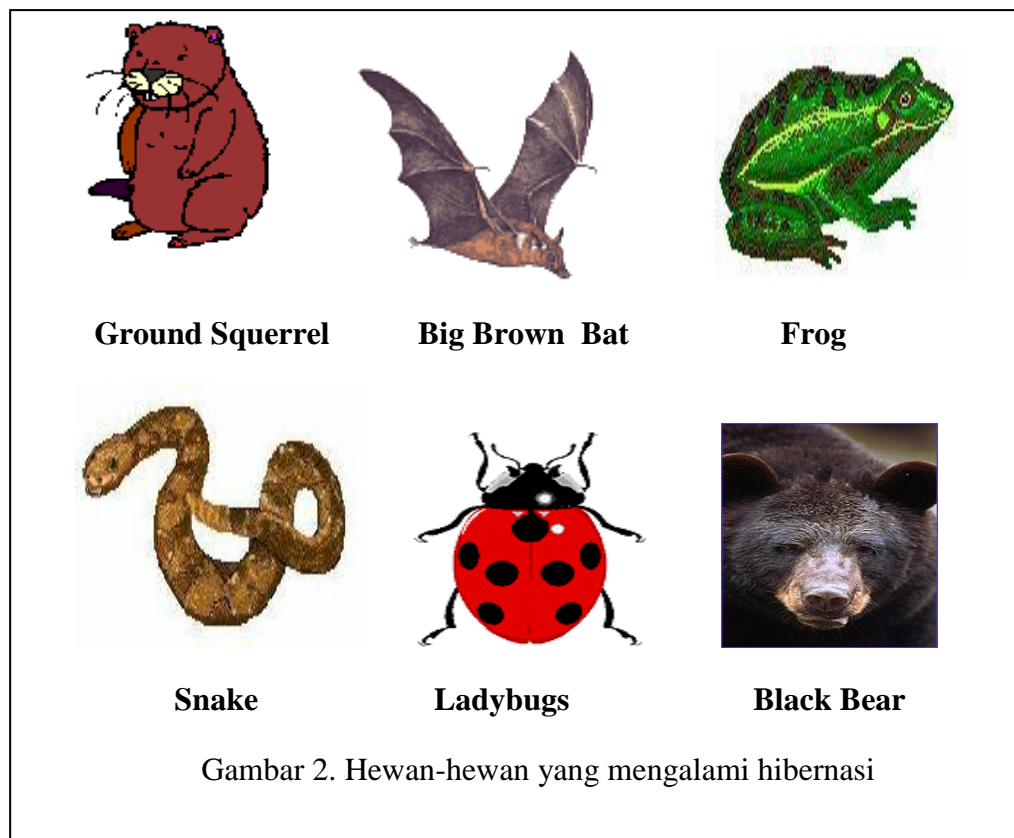 Ground Squerrel Big Brown Bat Frog
Snake Ladybugs Black Bear
Gambar 2. Hewan-hewan yang mengalami hibernasi